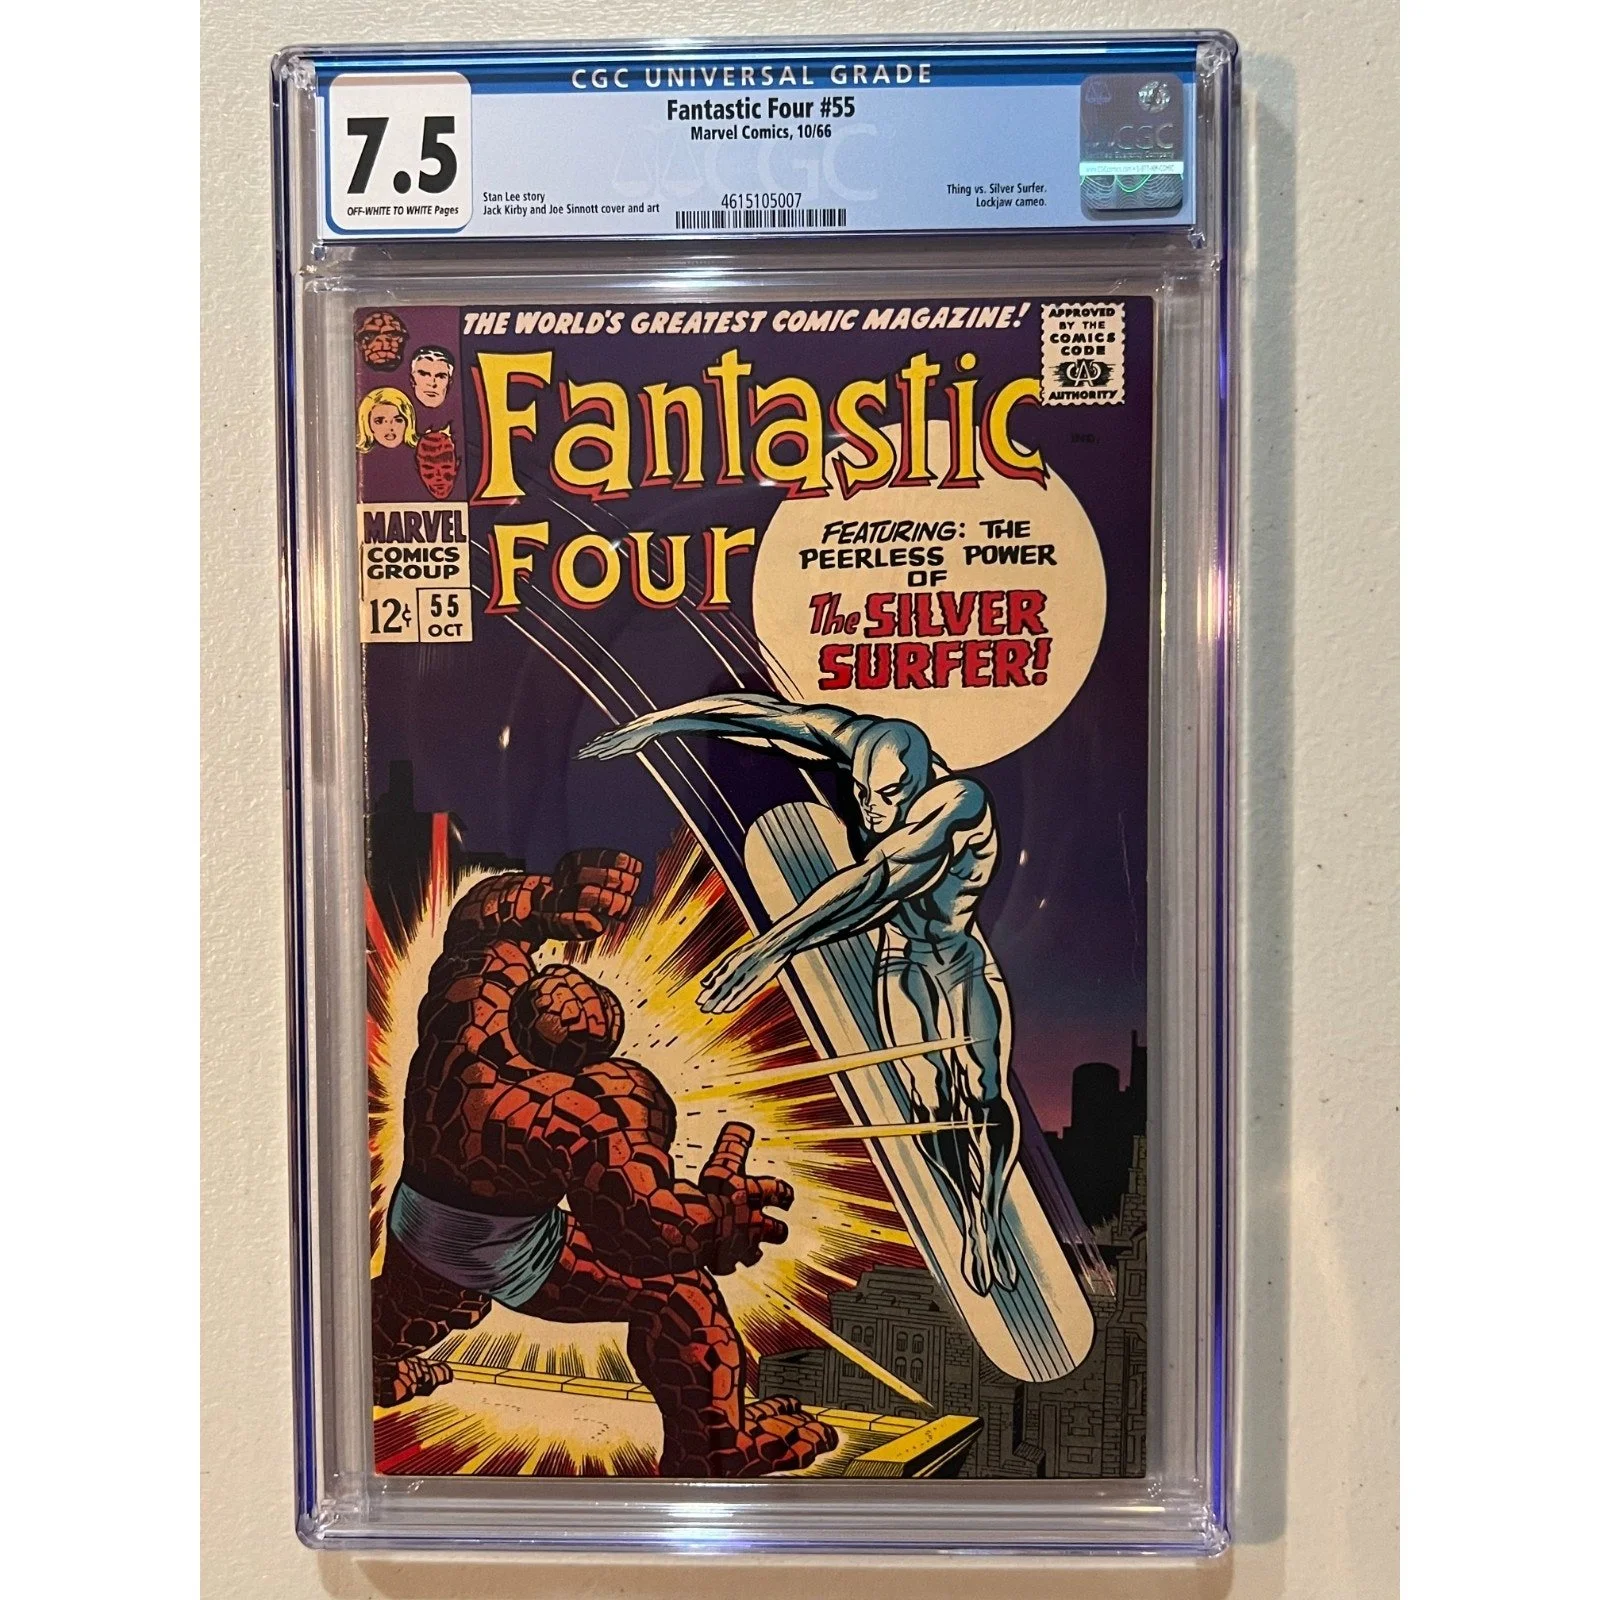 CGC UNIVERSAL GRADE
7.5
OFF-WHITE TO WHITE Pages
Fantastic Four #55
Marvel Comics, 10/66
Stan Lee story
Jack Kirby and Joe Sinnott cover and art
4615105007
Thing vs. Silver Surfer.
Lockjaw cameo.
CGC
CGC
THE WORLD'S GREATEST COMIC MAGAZINE!
APPROVED
BY THE
COMICS
CODE
AUTHORITY
Fantastic
Four
MARVEL
COMICS
GROUP
12¢
55
OCT
IND.
FEATURING: THE
PEERLESS POWER
OF
The SILVER
SURFER!